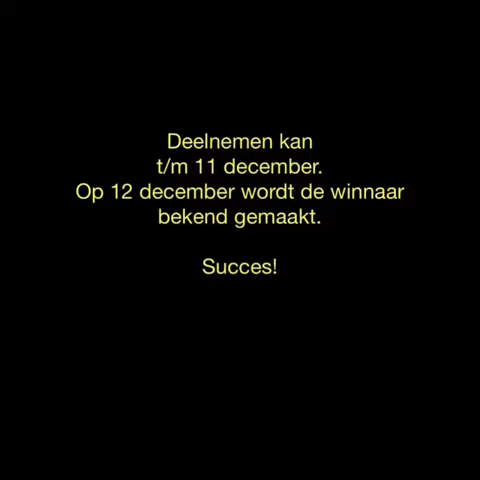 Deelnemen kan
t/m 11 december.
Op 12 december wordt de winnaar
bekend gemaakt.
Succes!